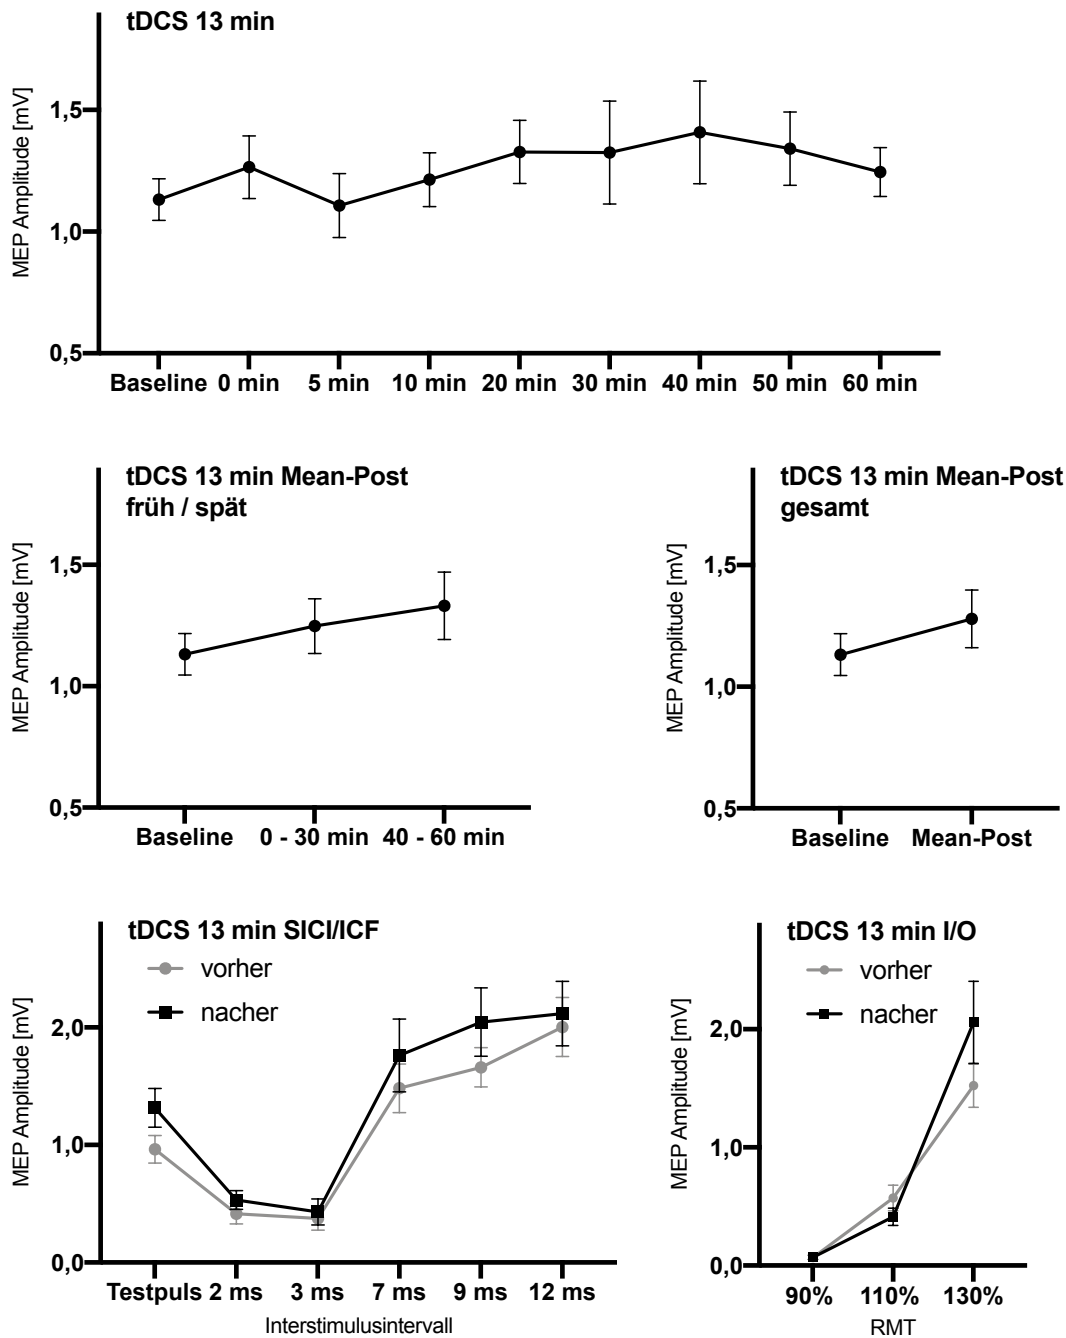 tDCS 13 min
MEP Amplitude [mV]
1,5
1,0
0,5
Baseline 0 min 5 min 10 min 20 min 30 min 40 min 50 min 60 min
tDCS 13 min Mean-Post
früh / spät
MEP Amplitude [mV]
1,5
1,0
0,5
Baseline 0 - 30 min 40 - 60 min
tDCS 13 min Mean-Post
gesamt
MEP Amplitude [mV]
1,5
1,0
0,5
Baseline Mean-Post
tDCS 13 min SICI/ICF
vorher
nacher
MEP Amplitude [mV]
2,0
1,0
0,0
Testpuls 2 ms 3 ms 7 ms 9 ms 12 ms
Interstimulusintervall
tDCS 13 min I/O
vorher
nacher
MEP Amplitude [mV]
2,0
1,0
0,0
90% 110% 130%
RMT